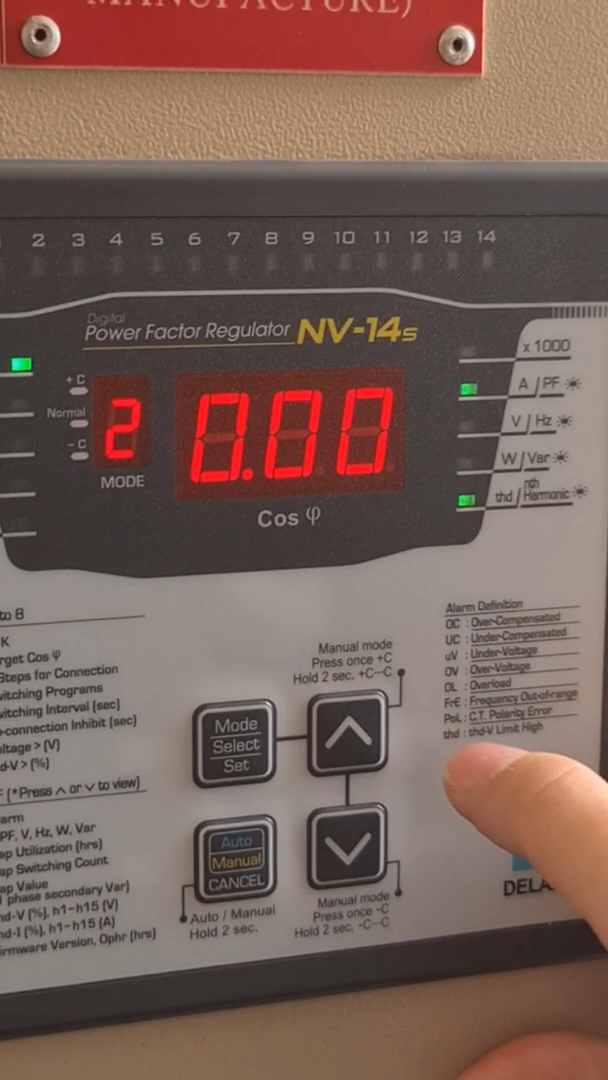 MANUFACTURE)
2 3 4 5 6 7 8 9 10 11 12 13 14
Digital
Power Factor Regulator NV-14s
x 1000
+ C
A / PF
Normal
2
0.00
V / Hz
- C
W / Var
MODE
thd / nth Harmonic
Cos φ
to 8
K
rget Cos φ
Steps for Connection
witching Programs
witching Interval (sec)
-connection Inhibit (sec)
ltage > (V)
d-V > (%)
F (*Press ∧ or ∨ to view)
arm
PF, V, Hz, W, Var
ap Utilization (hrs)
ap Switching Count
ap Value
phase secondary Var)
hd-V (%), h1~h15 (V)
hd-I (%), h1~h15 (A)
irmware Version, Ophr (hrs)
Manual mode
Press once +C
Hold 2 sec. +C---C
Mode
Select
Set
Auto
Manual
CANCEL
Auto / Manual
Hold 2 sec.
Manual mode
Press once -C
Hold 2 sec. -C---C
Alarm Definition
OC : Over-Compensated
UC : Under-Compensated
uV : Under-Voltage
OV : Over-Voltage
OL : Overload
FrE : Frequency Out-of-range
PoL : C.T. Polarity Error
thd : thd-V Limit High
DELA